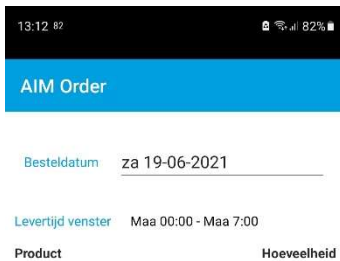 13:12 82 82%
AIM Order
Besteldatum za 19-06-2021
Levertijd venster Maa 00:00 - Maa 7:00
Product Hoeveelheid